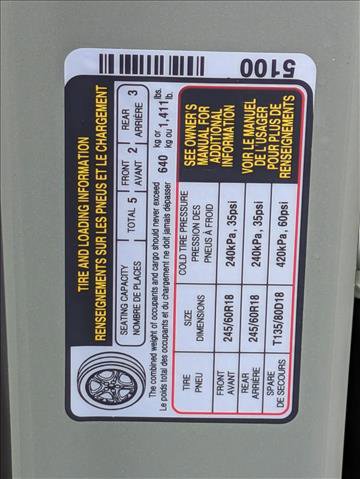 5100
TIRE AND LOADING INFORMATION
RENSEIGNEMENTS SUR LES PNEUS ET LE CHARGEMENT
SEATING CAPACITY
NOMBRE DE PLACES
TOTAL 5
FRONT
AVANT 2
REAR
ARRIÈRE 3
The combined weight of occupants and cargo should never exceed
Le poids total des occupants et du chargement ne doit jamais dépasser
640 kg or kg ou 1,411 lbs. lb.
TIRE
PNEU
SIZE
DIMENSIONS
COLD TIRE PRESSURE
PRESSION DES
PNEUS À FROID
FRONT
AVANT
245/60R18
240kPa, 35psi
REAR
ARRIÈRE
245/60R18
240kPa, 35psi
SPARE
DE SECOURS
T135/80D18
420kPa, 60psi
SEE OWNER'S
MANUAL FOR
ADDITIONAL
INFORMATION
VOIR LE MANUEL
DE L'USAGER
POUR PLUS DE
RENSEIGNEMENTS